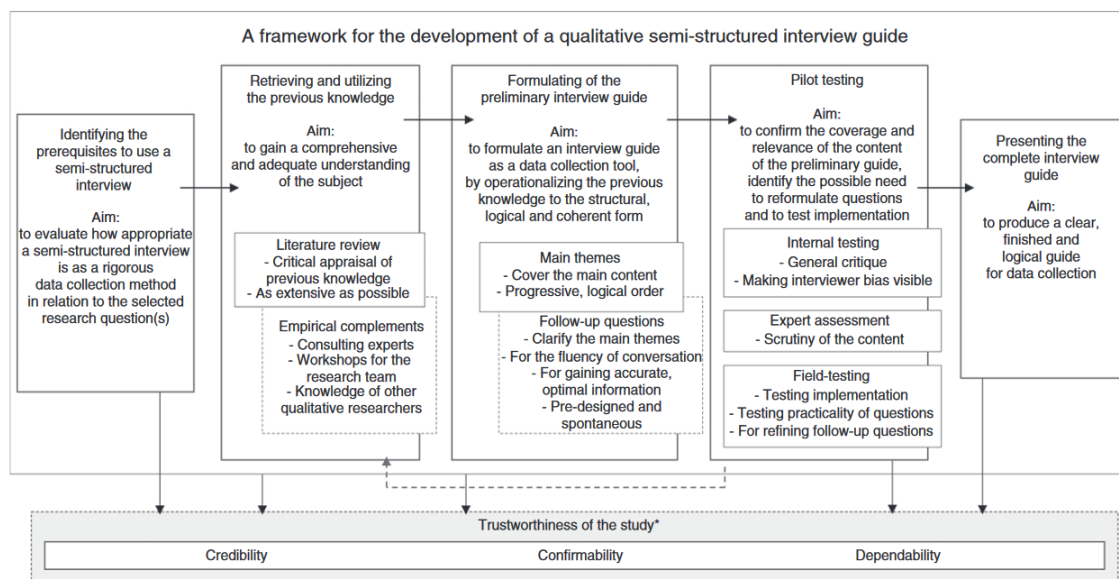 A framework for the development of a qualitative semi-structured interview guide
Identifying the
prerequisites to use a
semi-structured
interview
Aim:
to evaluate how appropriate
a semi-structured interview
is as a rigorous
data collection method
in relation to the selected
research question(s)
Retrieving and utilizing
the previous knowledge
Aim:
to gain a comprehensive
and adequate understanding
of the subject
Literature review
- Critical appraisal of
previous knowledge
- As extensive as possible
Empirical complements
- Consulting experts
- Workshops for the
research team
- Knowledge of other
qualitative researchers
Formulating of the
preliminary interview guide
Aim:
to formulate an interview guide
as a data collection tool,
by operationalizing the previous
knowledge to the structural,
logical and coherent form
Main themes
- Cover the main content
- Progressive, logical order
Follow-up questions
- Clarify the main themes
- For the fluency of conversation
- For gaining accurate,
optimal information
- Pre-designed and
spontaneous
Pilot testing
Aim:
to confirm the coverage and
relevance of the content
of the preliminary guide,
identify the possible need
to reformulate questions
and to test implementation
Internal testing
- General critique
- Making interviewer bias visible
Expert assessment
- Scrutiny of the content
Field-testing
- Testing implementation
- Testing practicality of questions
- For refining follow-up questions
Presenting the
complete interview
guide
Aim:
to produce a clear,
finished and
logical guide
for data collection
Trustworthiness of the study*
Credibility
Confirmability
Dependability